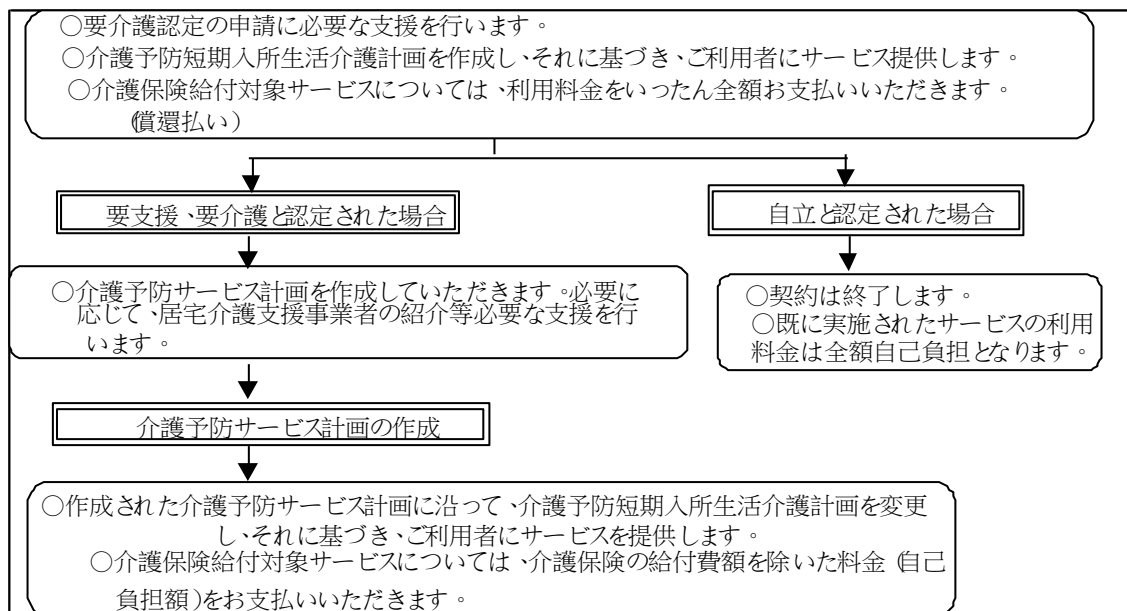 ○要介護認定の申請に必要な支援を行います。
○介護予防短期入所生活介護計画を作成し、それに基づき、ご利用者にサービス提供します。
○介護保険給付対象サービスについては、利用料金をいったん全額お支払いいただきます。
(償還払い)
要支援、要介護と認定された場合
自立と認定された場合
○介護予防サービス計画を作成していただきます。必要に
応じて、居宅介護支援事業者の紹介等必要な支援を行
います。
○契約は終了します。
○既に実施されたサービスの利用
料金は全額自己負担となります。
介護予防サービス計画の作成
○作成された介護予防サービス計画に沿って、介護予防短期入所生活介護計画を変更
し、それに基づき、ご利用者にサービスを提供します。
○介護保険給付対象サービスについては、介護保険の給付費額を除いた料金(自己
負担額)をお支払いいただきます。